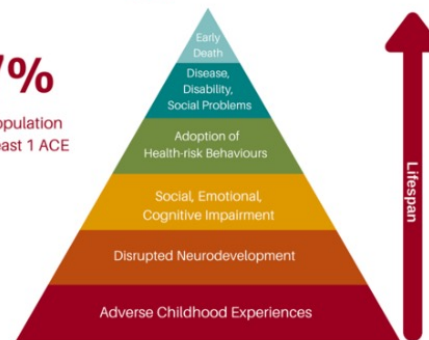 %
opulation
east 1 ACE
Early
Death
Disease,
Disability,
Social Problems
Adoption of
Health-risk Behaviours
Social, Emotional,
Cognitive Impairment
Disrupted Neurodevelopment
Adverse Childhood Experiences
Lifespan